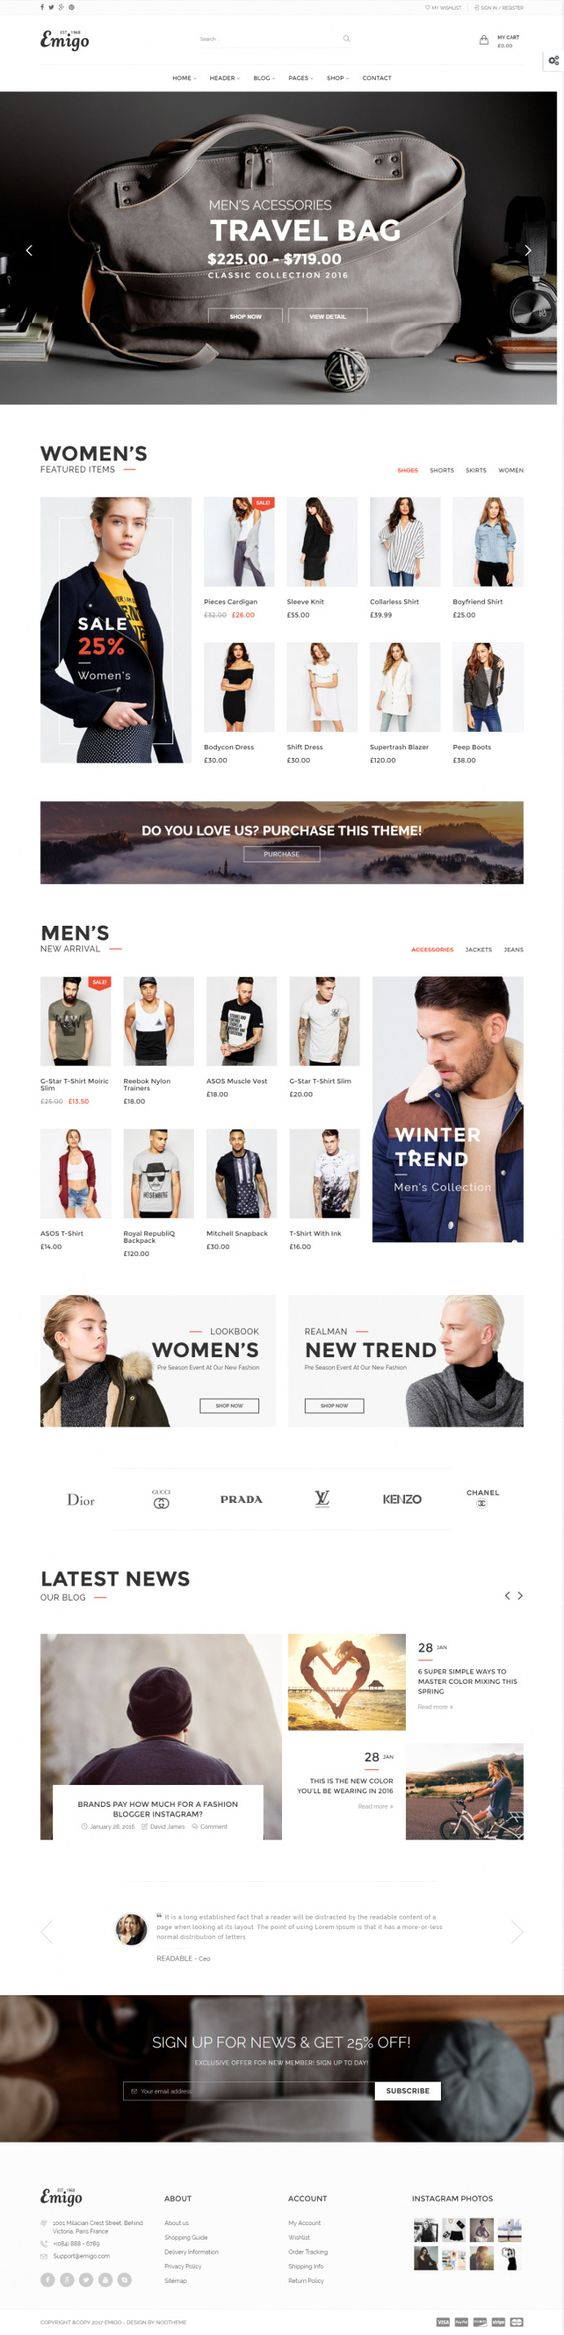 MY WISHLIST
SIGN IN / REGISTER
EST. 1968
Emigo
Search ...
MY CART
£0.00
HOME
HEADER
BLOG
PAGES
SHOP
CONTACT
MEN'S ACESSORIES
TRAVEL BAG
$225.00 - $719.00
CLASSIC COLLECTION 2016
SHOP NOW
VIEW DETAIL
WOMEN'S
FEATURED ITEMS
SHOES
SHORTS
SKIRTS
WOMEN
SALE
25%
Women's
SALE!
Pieces Cardigan
£32.00 £26.00
Sleeve Knit
£55.00
Collarless Shirt
£39.99
Boyfriend Shirt
£25.00
Bodycon Dress
£30.00
Shift Dress
£30.00
Supertrash Blazer
£120.00
Peep Boots
£38.00
DO YOU LOVE US? PURCHASE THIS THEME!
PURCHASE
MEN'S
NEW ARRIVAL
ACCESSORIES
JACKETS
JEANS
SALE!
G-Star T-Shirt Moiric
Slim
£25.00 £13.50
Reebok Nylon
Trainers
£18.00
ASOS Muscle Vest
£18.00
G-Star T-Shirt Slim
£20.00
ASOS T-Shirt
£14.00
HEISENBERG
Royal RepubliQ
Backpack
£120.00
Mitchell Snapback
£30.00
T-Shirt With Ink
£16.00
WINTER
TREND
Men's Collection
LOOKBOOK
WOMEN'S
Pre Season Event At Our New Fashion
SHOP NOW
REALMAN
NEW TREND
Pre Season Event At Our New Fashion
SHOP NOW
Dior
GUCCI
PRADA
LV
KENZO
CHANEL
LATEST NEWS
OUR BLOG
BRANDS PAY HOW MUCH FOR A FASHION
BLOGGER INSTAGRAM?
January 28, 2016
David James
Comment
28 JAN
6 SUPER SIMPLE WAYS TO
MASTER COLOR MIXING THIS
SPRING
Read more »
28 JAN
THIS IS THE NEW COLOR
YOU'LL BE WEARING IN 2016
Read more »
“ It is a long established fact that a reader will be distracted by the readable content of a
page when looking at its layout. The point of using Lorem Ipsum is that it has a more-or-less
normal distribution of letters
READABLE - Ceo
SIGN UP FOR NEWS & GET 25% OFF!
EXCLUSIVE OFFER FOR NEW MEMBER! SIGN UP TO DAY!
Your email address
SUBSCRIBE
EST. 1968
Emigo
1001 Milacian Crest Street, Behind
Victoria, Paris France
+(084) 888 - 6789
Support@emigo.com
ABOUT
About us
Shopping Guide
Delivery Information
Privacy Policy
Sitemap
ACCOUNT
My Account
Wishlist
Order Tracking
Shipping Info
Return Policy
INSTAGRAM PHOTOS
COPYRIGHT &COPY 2017 EMIGO - DESIGN BY NOOTHEME